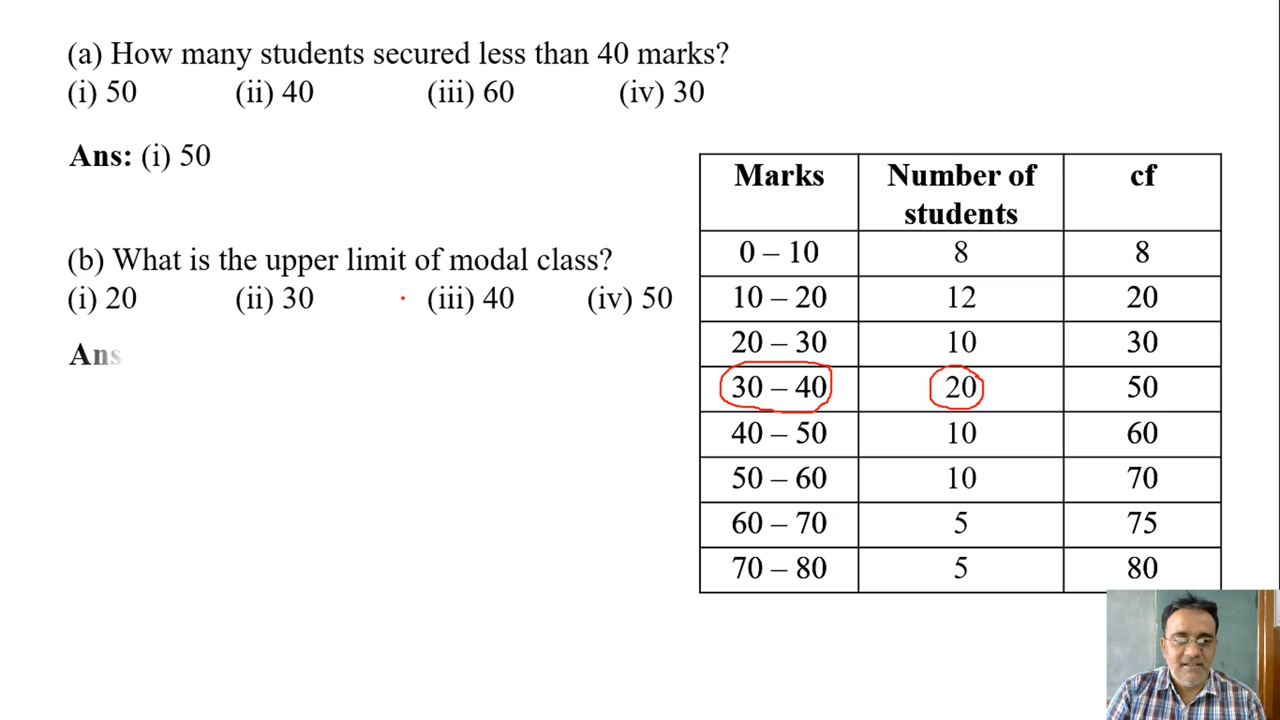 (a) How many students secured less than 40 marks?
(i) 50 (ii) 40 (iii) 60 (iv) 30
Ans: (i) 50
(b) What is the upper limit of modal class?
(i) 20 (ii) 30 (iii) 40 (iv) 50
Ans
Marks Number of students cf
0 – 10 8 8
10 – 20 12 20
20 – 30 10 30
30 – 40 20 50
40 – 50 10 60
50 – 60 10 70
60 – 70 5 75
70 – 80 5 80